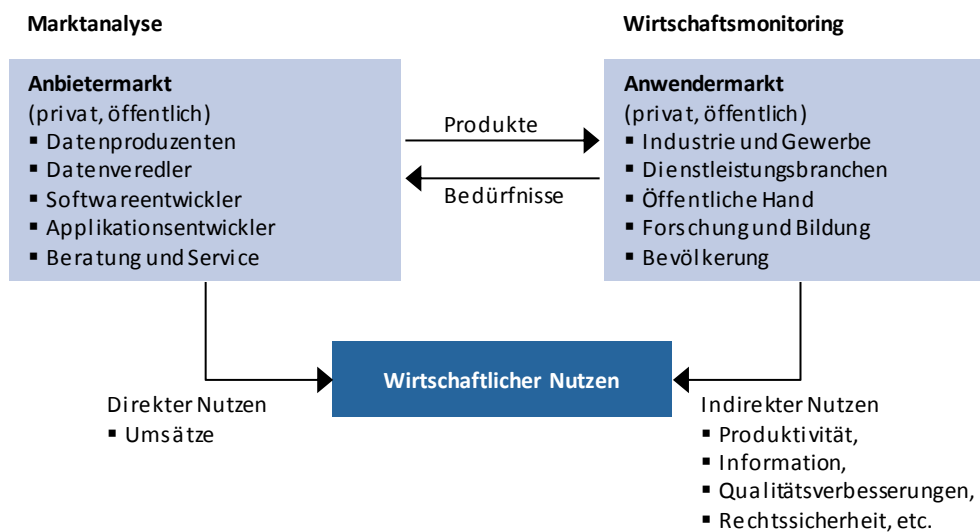 Marktanalyse
Anbietermarkt
(privat, öffentlich)
▪ Datenproduzenten
▪ Datenveredler
▪ Softwareentwickler
▪ Applikationsentwickler
▪ Beratung und Service
Produkte
Bedürfnisse
Wirtschaftsmonitoring
Anwendermarkt
(privat, öffentlich)
▪ Industrie und Gewerbe
▪ Dienstleistungsbranchen
▪ Öffentliche Hand
▪ Forschung und Bildung
▪ Bevölkerung
Wirtschaftlicher Nutzen
Direkter Nutzen
▪ Umsätze
Indirekter Nutzen
▪ Produktivität,
▪ Information,
▪ Qualitätsverbesserungen,
▪ Rechtssicherheit, etc.